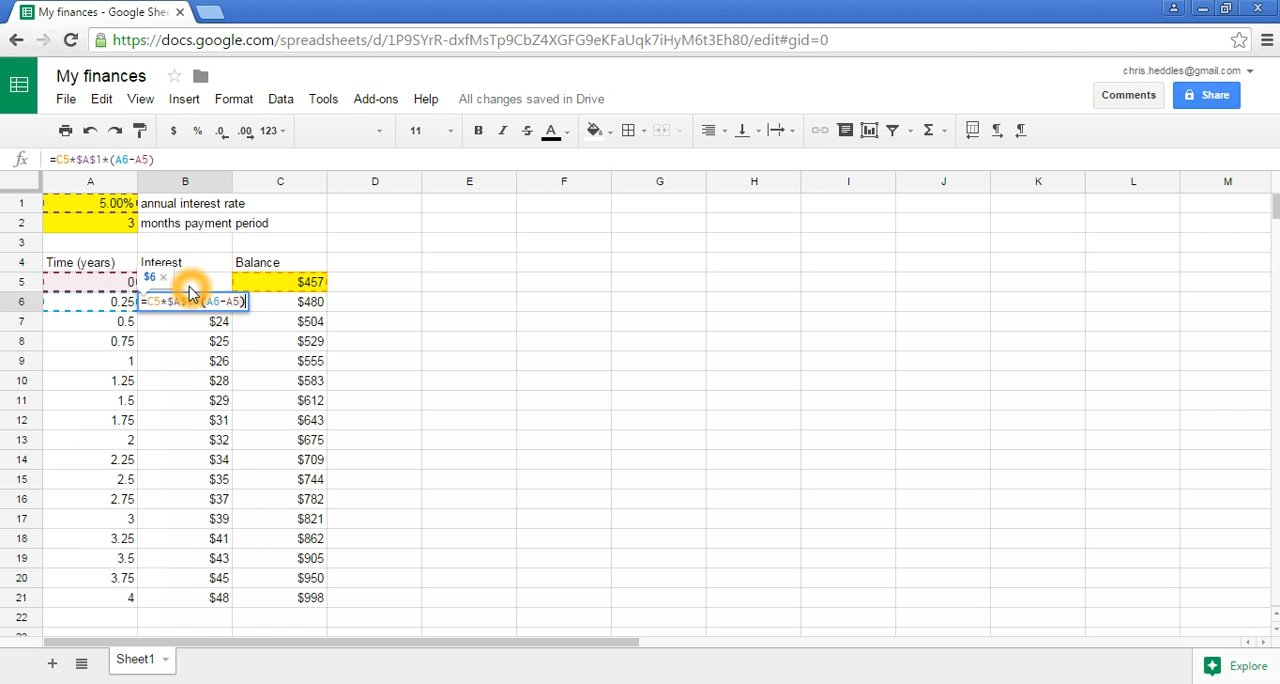 My finances - Google She
https://docs.google.com/spreadsheets/d/1P9SYrR-dxfMsTp9CbZ4XGFG9eKFaUqk7iHyM6t3Eh80/edit#gid=0
My finances
chris.heddles@gmail.com
File Edit View Insert Format Data Tools Add-ons Help All changes saved in Drive
Comments Share
$ % .0 .00 123 11 B I S A Σ
fx =C5*$A$1*(A6-A5)
A B C D E F G H I J K L M
1 5.00% annual interest rate
2 3 months payment period
3
4 Time (years) Interest Balance
5 0 $6 × $457
6 0.25 =C5*$A$1*(A6-A5) $480
7 0.5 $24 $504
8 0.75 $25 $529
9 1 $26 $555
10 1.25 $28 $583
11 1.5 $29 $612
12 1.75 $31 $643
13 2 $32 $675
14 2.25 $34 $709
15 2.5 $35 $744
16 2.75 $37 $782
17 3 $39 $821
18 3.25 $41 $862
19 3.5 $43 $905
20 3.75 $45 $950
21 4 $48 $998
22
Sheet1
Explore